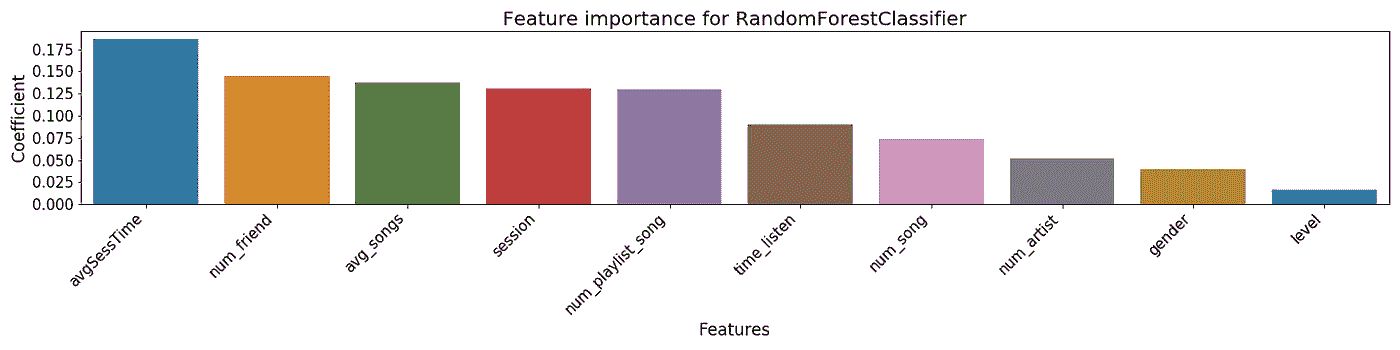 Feature importance for RandomForestClassifier
Coefficient
0.175
0.150
0.125
0.100
0.075
0.050
0.025
0.000
avgSessTime
num_friend
avg_songs
session
num_playlist_song
time_listen
num_song
num_artist
gender
level
Features